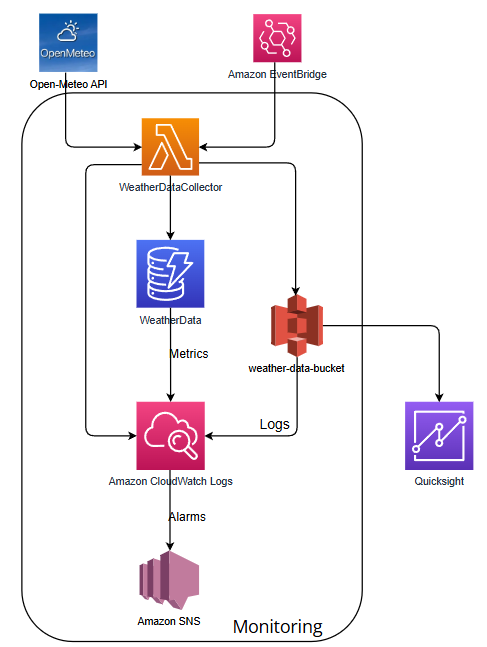 OpenMeteo
Open-Meteo API
Amazon EventBridge
WeatherDataCollector
WeatherData
Metrics
weather-data-bucket
Logs
Amazon CloudWatch Logs
Quicksight
Alarms
Amazon SNS
Monitoring